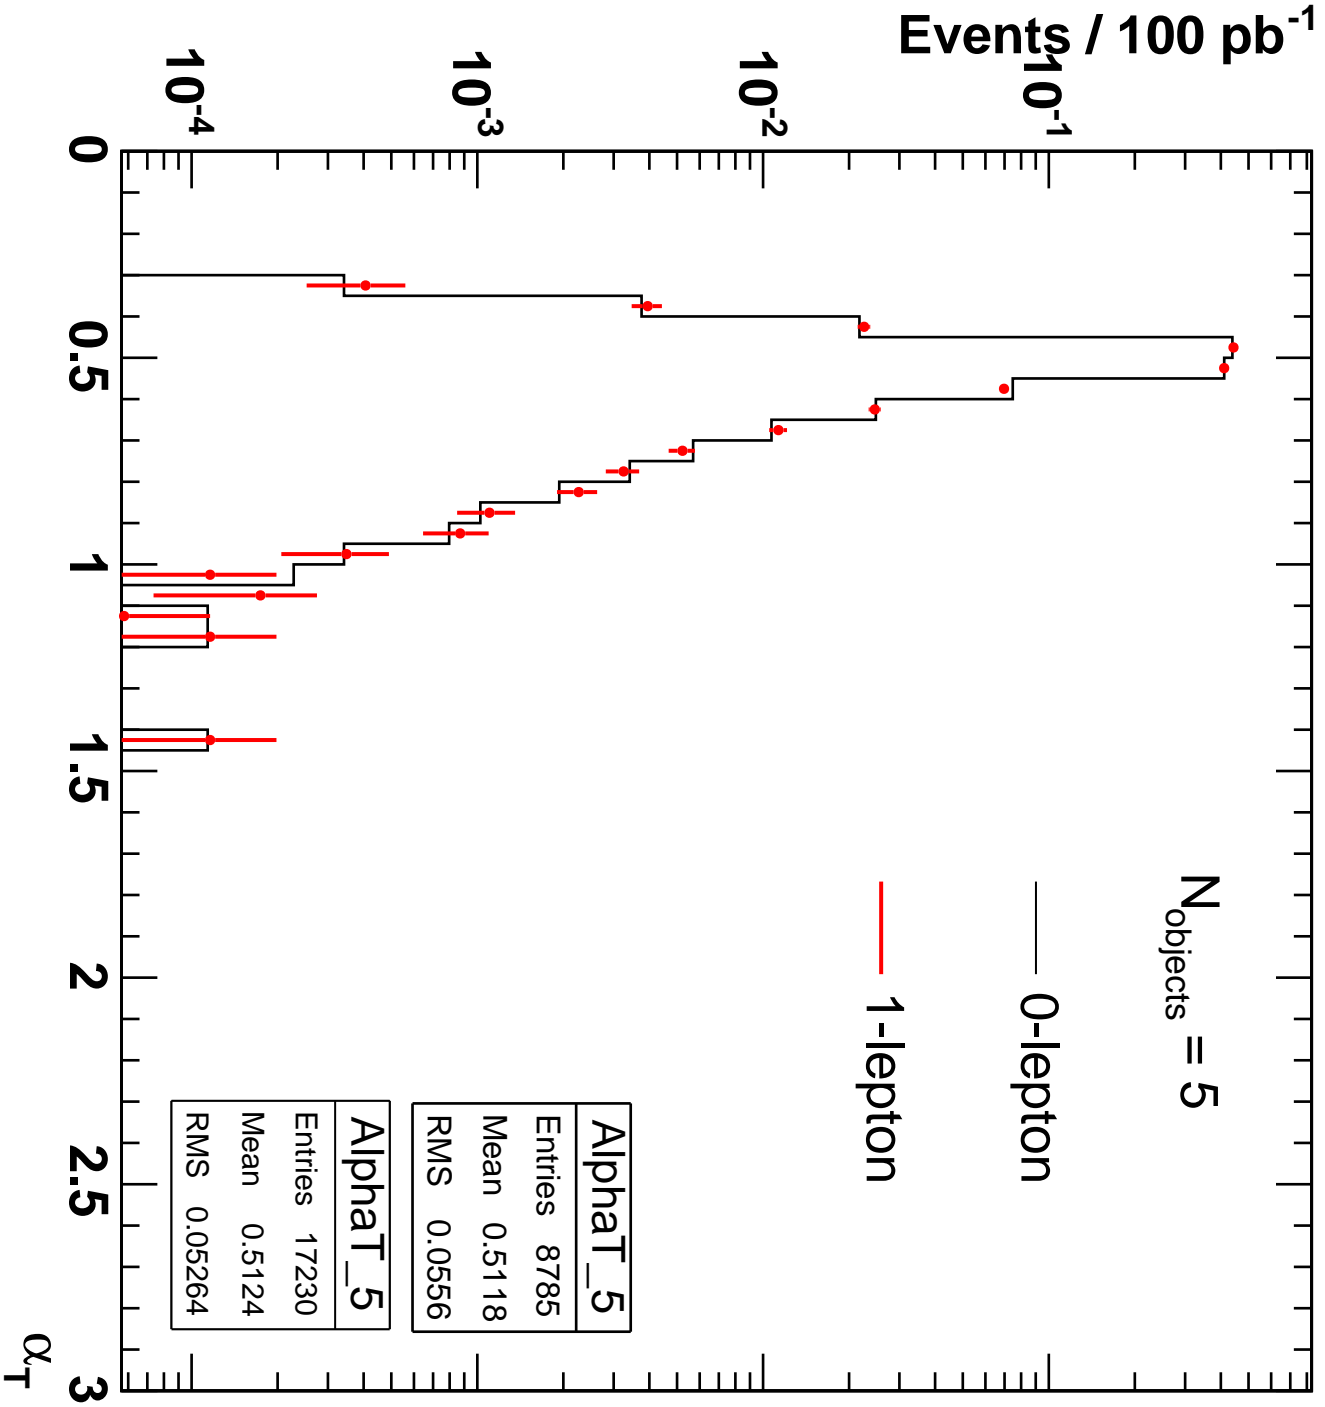 Events / 100 pb⁻¹
10⁻¹
10⁻²
10⁻³
10⁻⁴
N_objects = 5
0-lepton
1-lepton
AlphaT_5
Entries 8785
Mean 0.5118
RMS 0.0556
AlphaT_5
Entries 17230
Mean 0.5124
RMS 0.05264
0 0.5 1 1.5 2 2.5 3
α_T